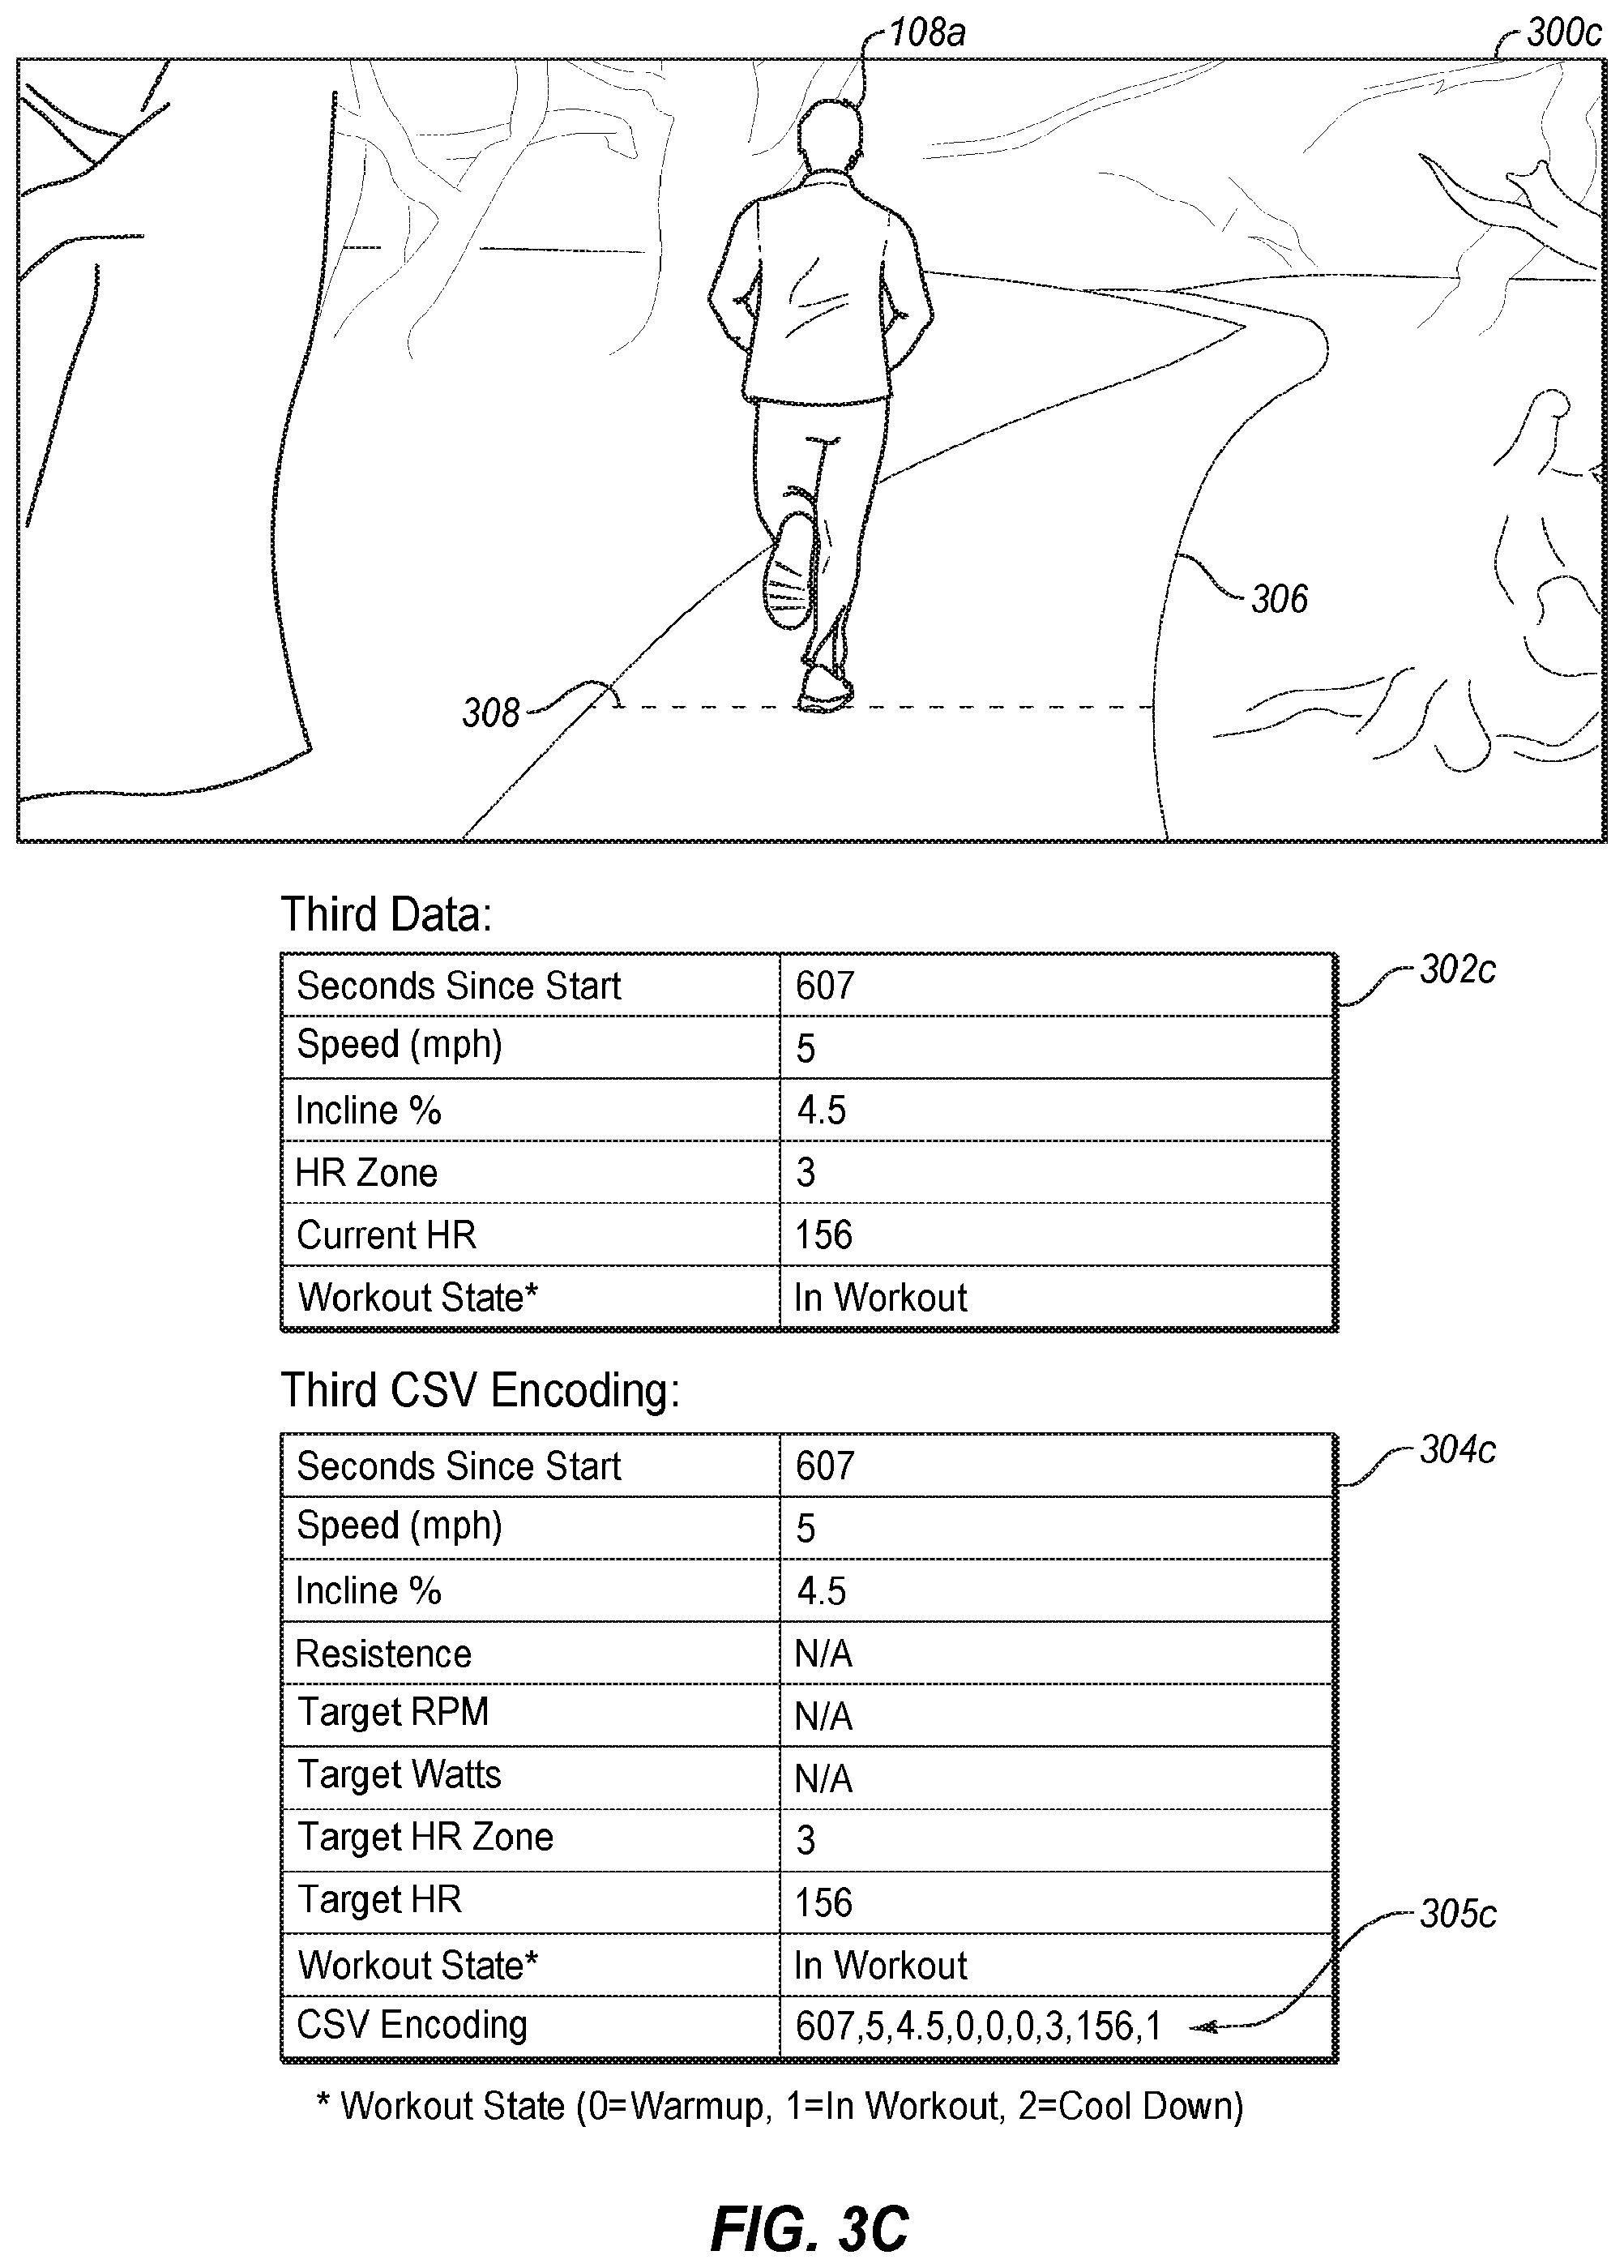 108a
300c
306
308
Third Data:
302c
Seconds Since Start 607
Speed (mph) 5
Incline % 4.5
HR Zone 3
Current HR 156
Workout State* In Workout
Third CSV Encoding:
304c
Seconds Since Start 607
Speed (mph) 5
Incline % 4.5
Resistence N/A
Target RPM N/A
Target Watts N/A
Target HR Zone 3
Target HR 156
305c
Workout State* In Workout
CSV Encoding 607,5,4.5,0,0,0,3,156,1
* Workout State (0=Warmup, 1=In Workout, 2=Cool Down)
FIG. 3C